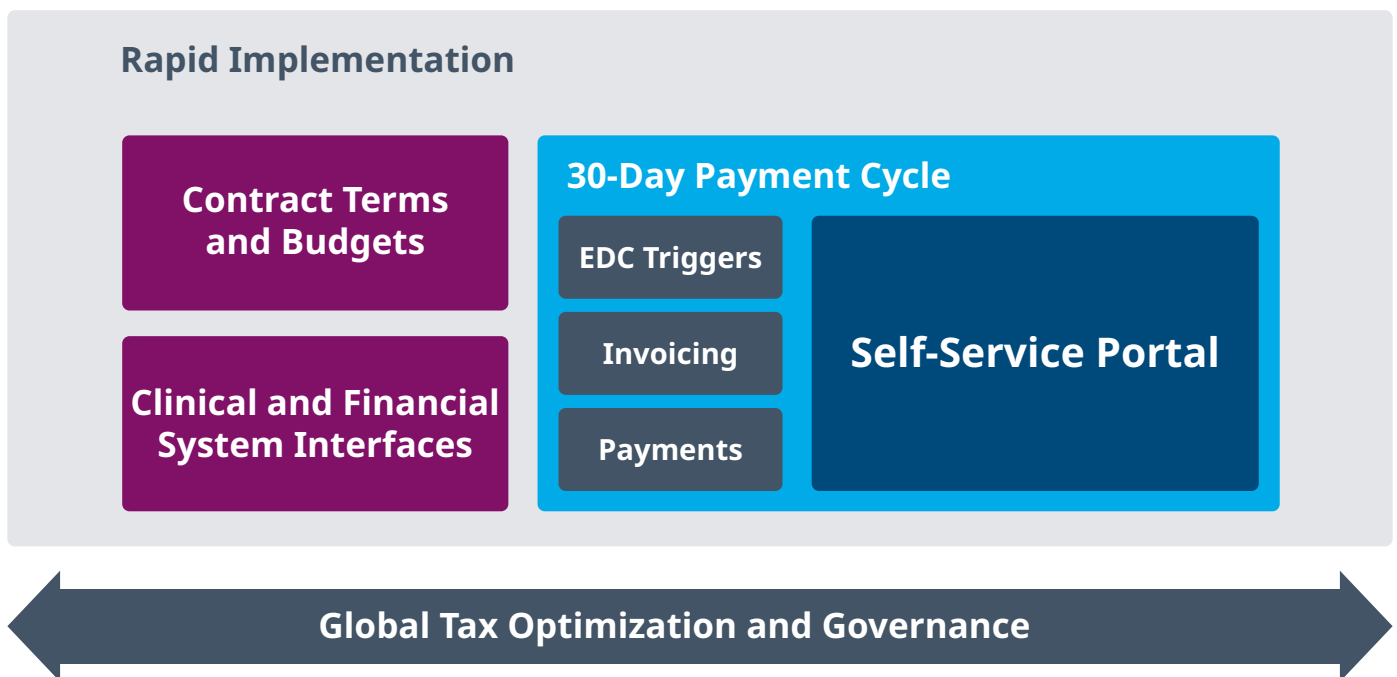 Rapid Implementation
Contract Terms
and Budgets
Clinical and Financial
System Interfaces
30-Day Payment Cycle
EDC Triggers
Invoicing
Payments
Self-Service Portal
Global Tax Optimization and Governance